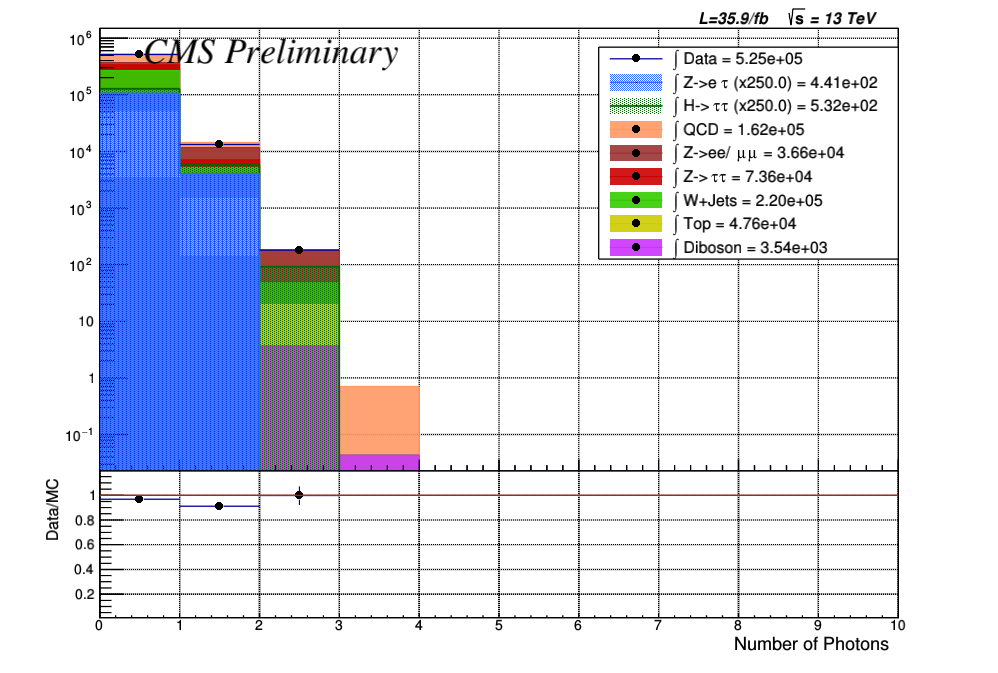 L=35.9/fb √s = 13 TeV
CMS Preliminary
∫ Data = 5.25e+05
∫ Z->e τ (x250.0) = 4.41e+02
∫ H-> ττ (x250.0) = 5.32e+02
∫ QCD = 1.62e+05
∫ Z->ee/ μμ = 3.66e+04
∫ Z-> ττ = 7.36e+04
∫ W+Jets = 2.20e+05
∫ Top = 4.76e+04
∫ Diboson = 3.54e+03
10⁶
10⁵
10⁴
10³
10²
10
1
10⁻¹
Data/MC
1
0.8
0.6
0.4
0.2
0 1 2 3 4 5 6 7 8 9 10
Number of Photons